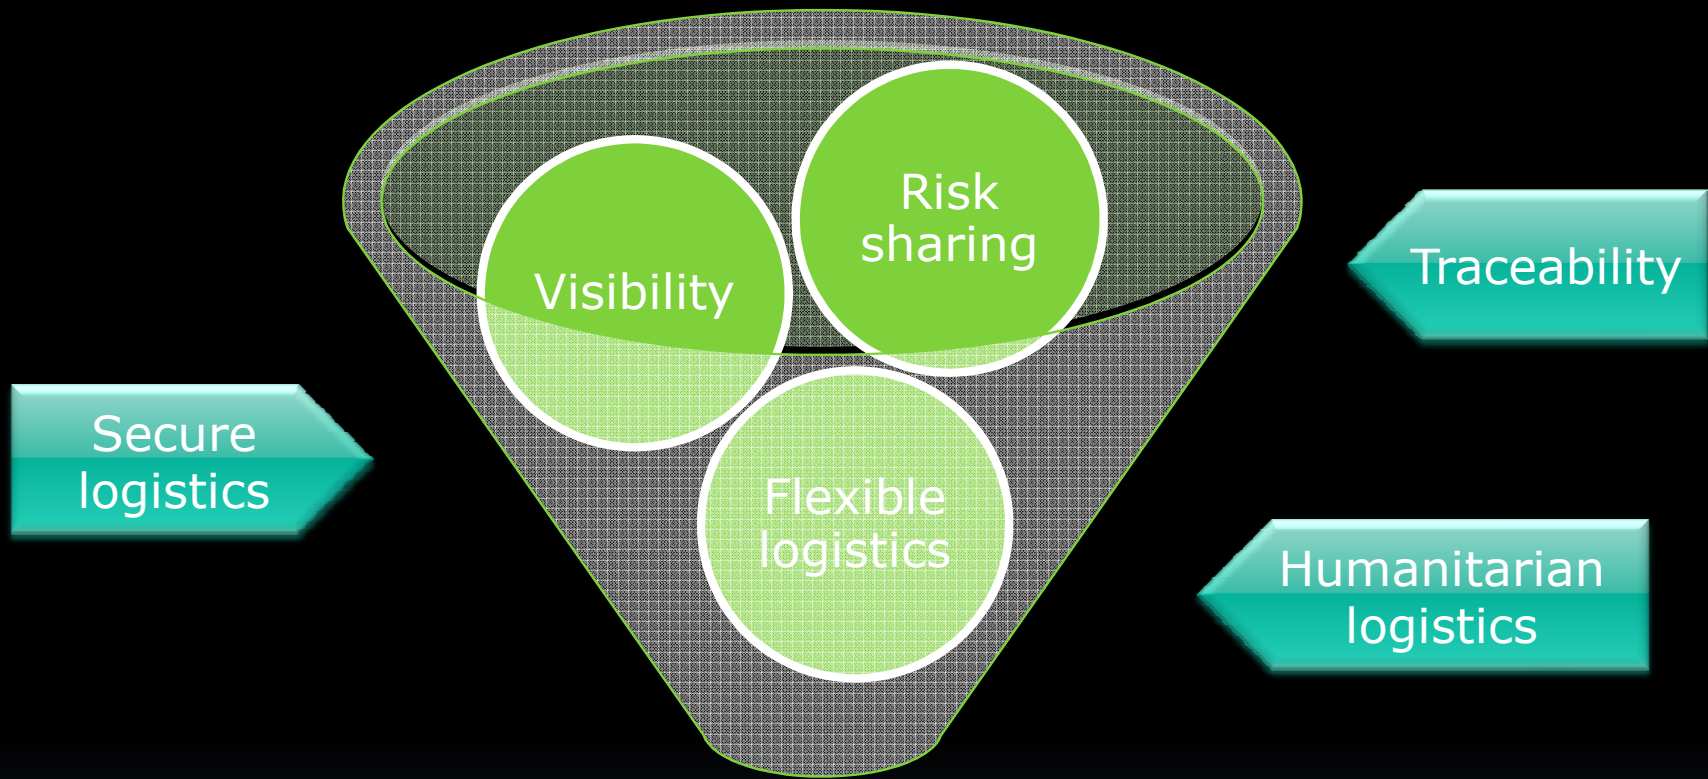 Risk
sharing
Visibility
Traceability
Secure
logistics
Flexible
logistics
Humanitarian
logistics